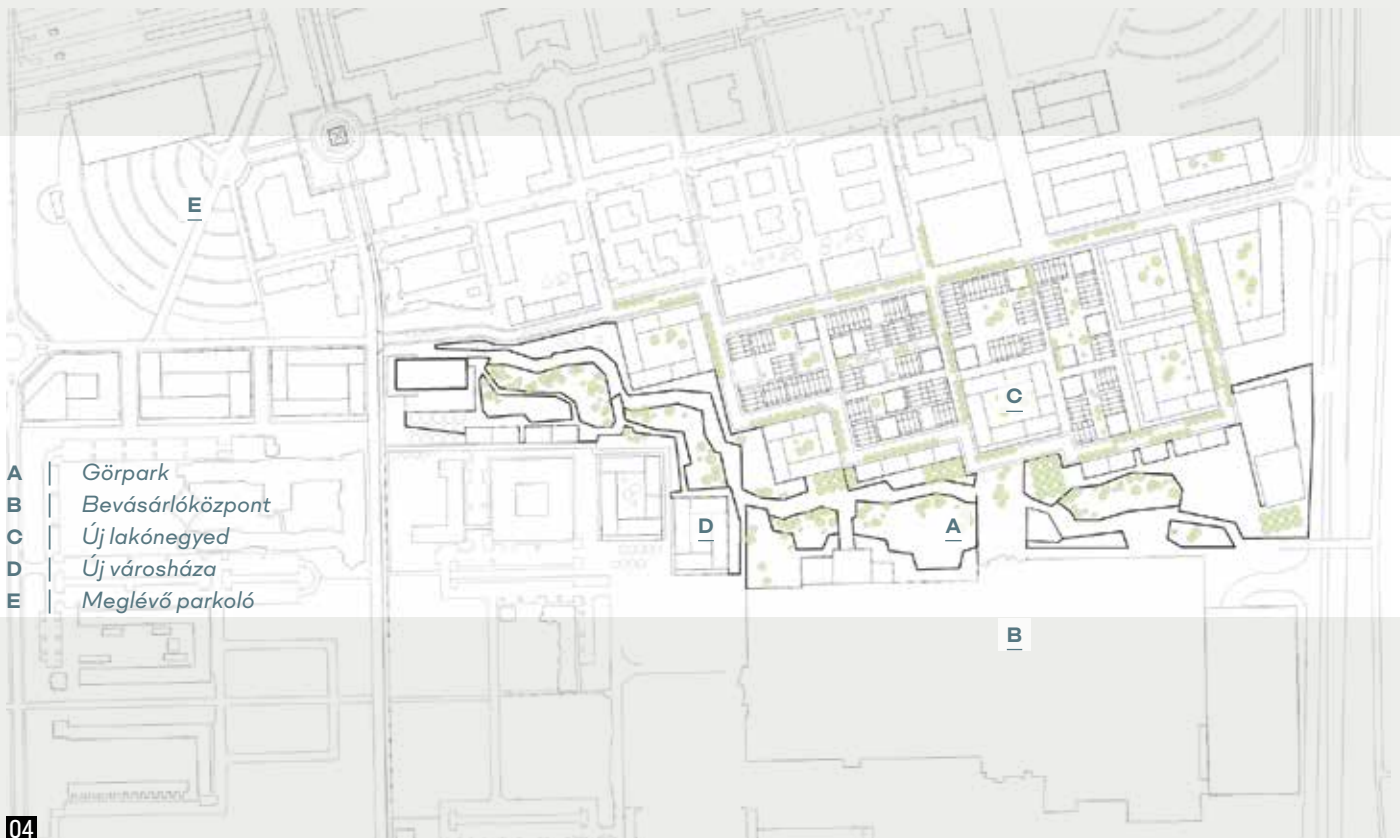 E
C
D
A
B
A | Görpark
B | Bevásárlóközpont
C | Új lakónegyed
D | Új városháza
E | Meglévő parkoló
04